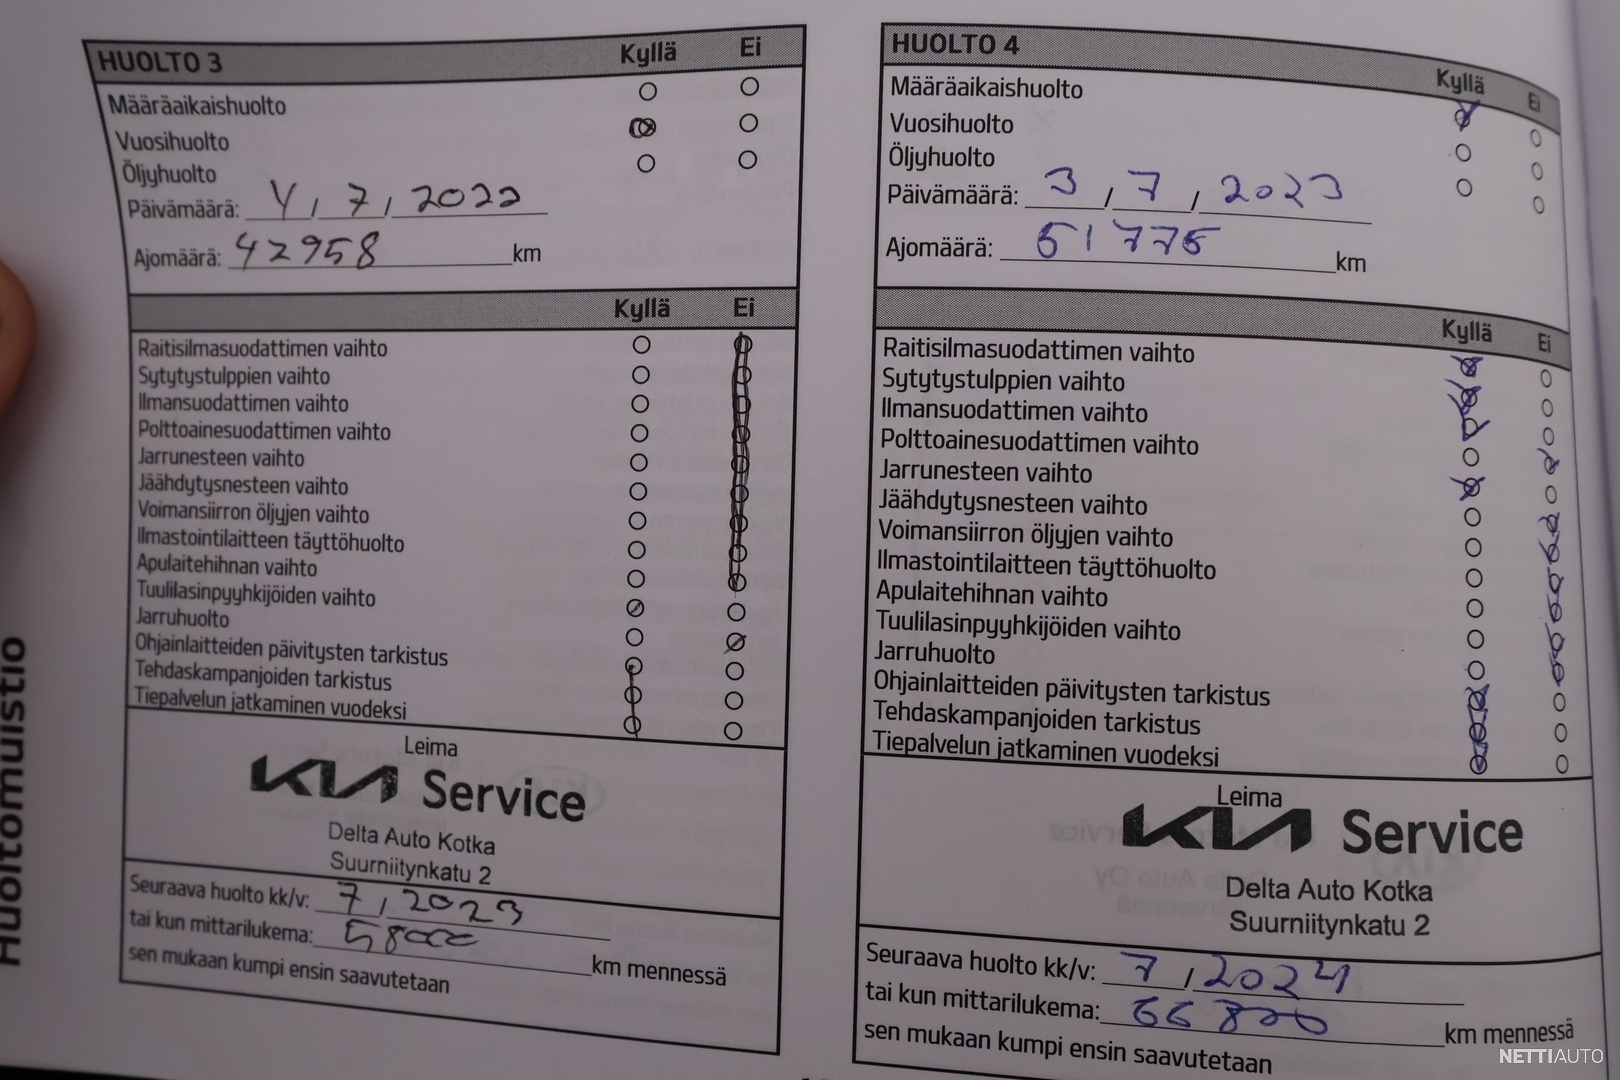 HUOLTO 3 Kyllä Ei
Määräaikaishuolto
Vuosihuolto
Öljyhuolto
Päivämäärä: 4 / 7 / 2022
Ajomäärä: 42958 km
Kyllä Ei
Raitisilmasuodattimen vaihto
Sytytystulppien vaihto
Ilmansuodattimen vaihto
Polttoainesuodattimen vaihto
Jarrunesteen vaihto
Jäähdytysnesteen vaihto
Voimansiirron öljyjen vaihto
Ilmastointilaitteen täyttöhuolto
Apulaitehihnan vaihto
Tuulilasinpyyhkijöiden vaihto
Jarruhuolto
Ohjainlaitteiden päivitysten tarkistus
Tehdaskampanjoiden tarkistus
Tiepalvelun jatkaminen vuodeksi
Leima
KIA Service
Delta Auto Kotka
Suurniitynkatu 2
Seuraava huolto kk/v: 7 / 2023
tai kun mittarilukema: 58000 km mennessä
sen mukaan kumpi ensin saavutetaan
HUOLTO 4 Kyllä Ei
Määräaikaishuolto
Vuosihuolto
Öljyhuolto
Päivämäärä: 3 / 7 / 2023
Ajomäärä: 51775 km
Kyllä Ei
Raitisilmasuodattimen vaihto
Sytytystulppien vaihto
Ilmansuodattimen vaihto
Polttoainesuodattimen vaihto
Jarrunesteen vaihto
Jäähdytysnesteen vaihto
Voimansiirron öljyjen vaihto
Ilmastointilaitteen täyttöhuolto
Apulaitehihnan vaihto
Tuulilasinpyyhkijöiden vaihto
Jarruhuolto
Ohjainlaitteiden päivitysten tarkistus
Tehdaskampanjoiden tarkistus
Tiepalvelun jatkaminen vuodeksi
Leima
KIA Service
Delta Auto Kotka
Suurniitynkatu 2
Seuraava huolto kk/v: 7 / 2024
tai kun mittarilukema: 66800 km mennessä
sen mukaan kumpi ensin saavutetaan
Huoltomuistio
NETTIAUTO